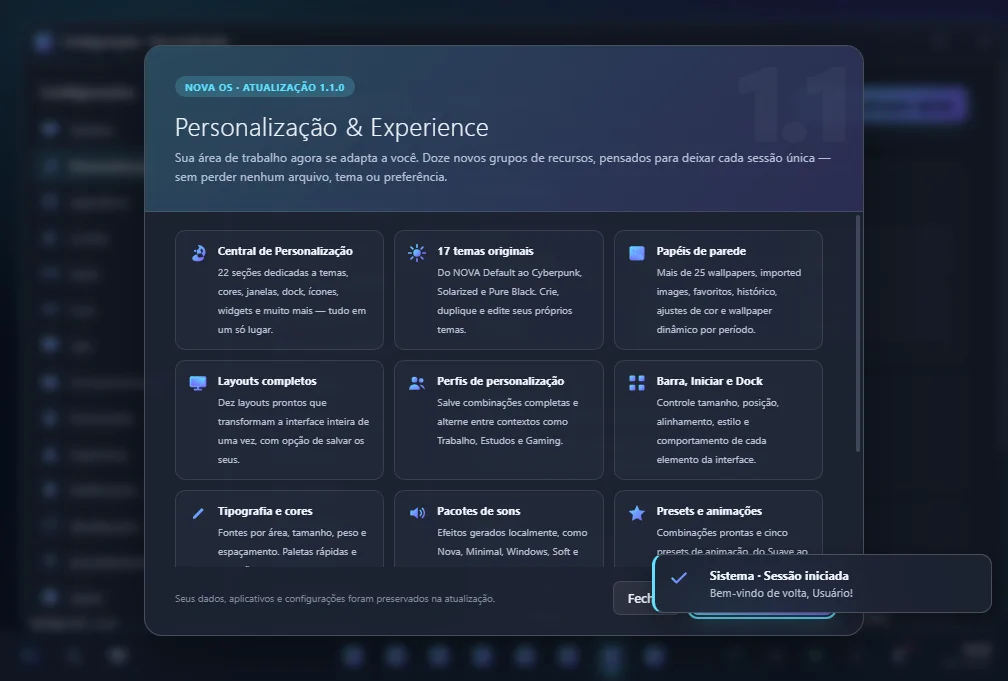 NOVA OS · ATUALIZAÇÃO 1.1.0
1.1
Personalização & Experience
Sua área de trabalho agora se adapta a você. Doze novos grupos de recursos, pensados para deixar cada sessão única —
sem perder nenhum arquivo, tema ou preferência.
Central de Personalização
22 seções dedicadas a temas,
cores, janelas, dock, ícones,
widgets e muito mais — tudo em
um só lugar.
17 temas originais
Do NOVA Default ao Cyberpunk,
Solarized e Pure Black. Crie,
duplique e edite seus próprios
temas.
Papéis de parede
Mais de 25 wallpapers, imported
images, favoritos, histórico,
ajustes de cor e wallpaper
dinâmico por período.
Layouts completos
Dez layouts prontos que
transformam a interface inteira de
uma vez, com opção de salvar os
seus.
Perfis de personalização
Salve combinações completas e
alterne entre contextos como
Trabalho, Estudos e Gaming.
Barra, Iniciar e Dock
Controle tamanho, posição,
alinhamento, estilo e
comportamento de cada
elemento da interface.
Tipografia e cores
Fontes por área, tamanho, peso e
espaçamento. Paletas rápidas e
Pacotes de sons
Efeitos gerados localmente, como
Nova, Minimal, Windows, Soft e
Presets e animações
Combinações prontas e cinco
presets de animação, do Suave ao
Seus dados, aplicativos e configurações foram preservados na atualização.
Fech
Sistema · Sessão iniciada
Bem-vindo de volta, Usuário!